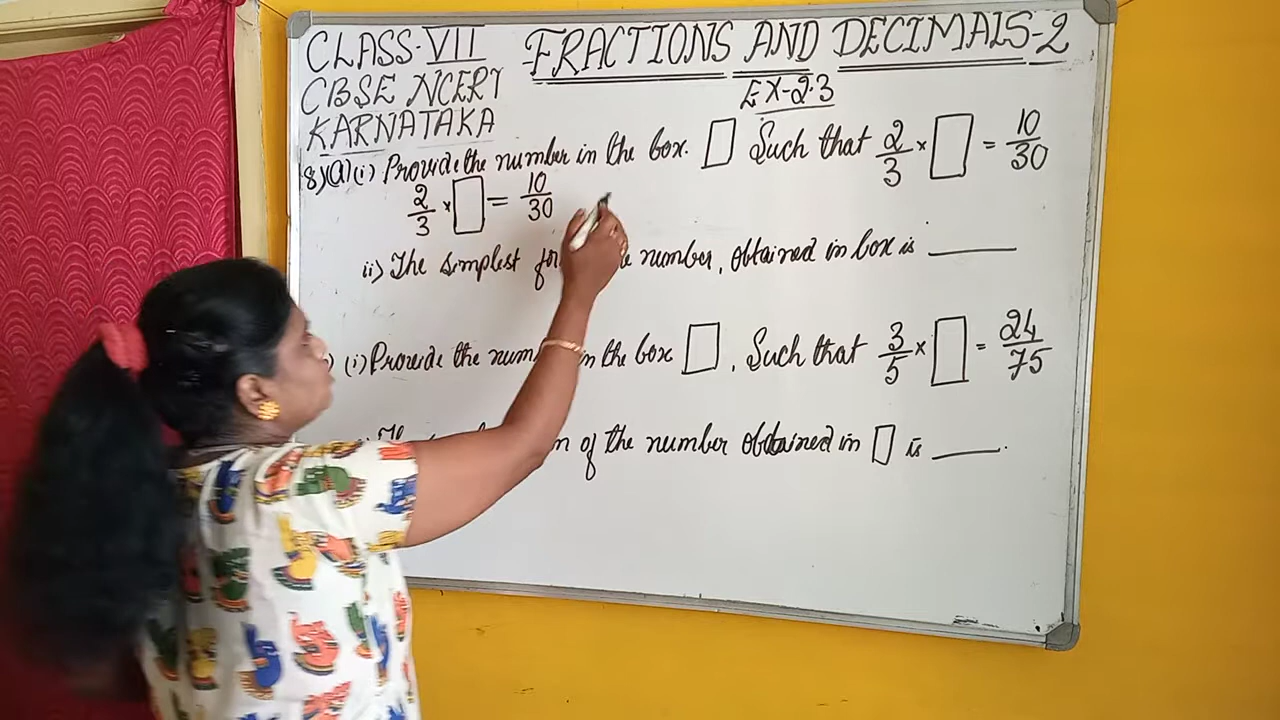 CLASS-VII -FRACTIONS AND DECIMALS-2
CBSE NCERT EX-2.3
KARNATAKA
8)(a)(i) Provide the number in the box. □ Such that 2/3 × □ = 10/30
2/3 × □ = 10/30
ii) The simplest number, obtained in box is ______
(i) Provide the in the box □, Such that 3/5 × □ = 24/75
of the number obtained in □ is ______.